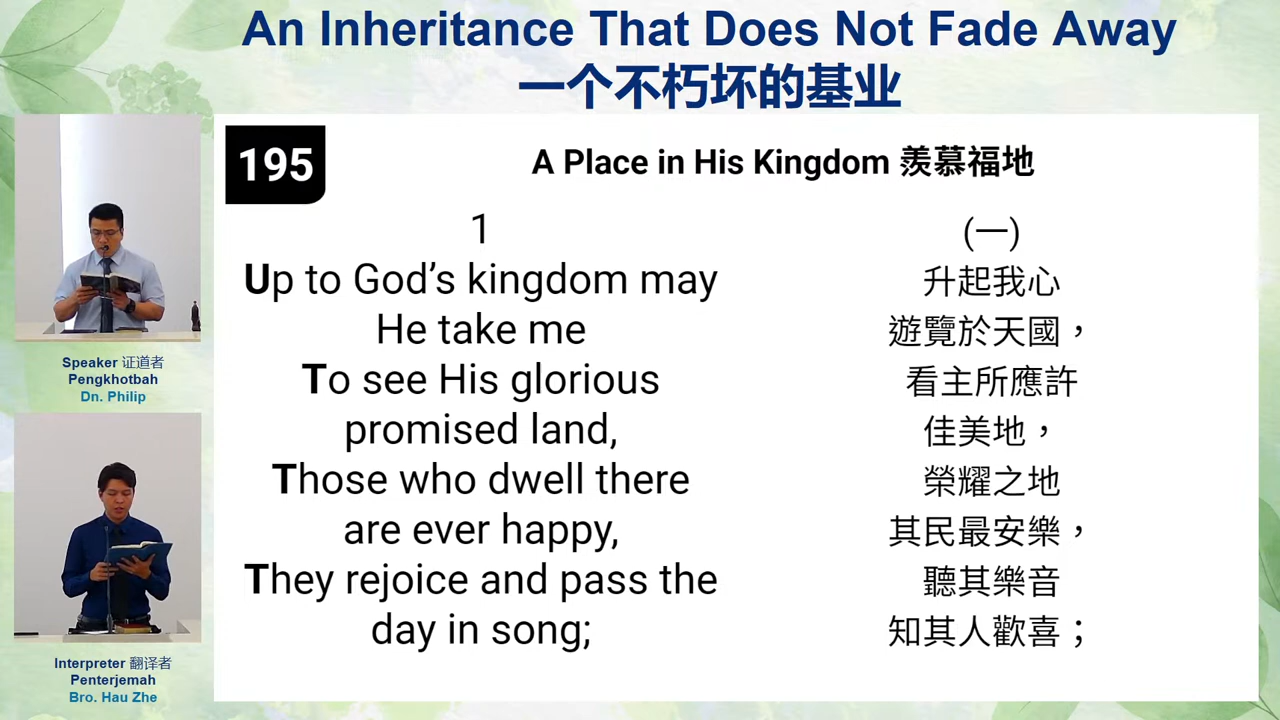 An Inheritance That Does Not Fade Away
一个不朽坏的基业
195
A Place in His Kingdom 羨慕福地
1
Up to God’s kingdom may
He take me
To see His glorious
promised land,
Those who dwell there
are ever happy,
They rejoice and pass the
day in song;
(一)
升起我心
遊覽於天國，
看主所應許
佳美地，
榮耀之地
其民最安樂，
聽其樂音
知其人歡喜；
Speaker 证道者
Pengkhotbah
Dn. Philip
Interpreter 翻译者
Penterjemah
Bro. Hau Zhe